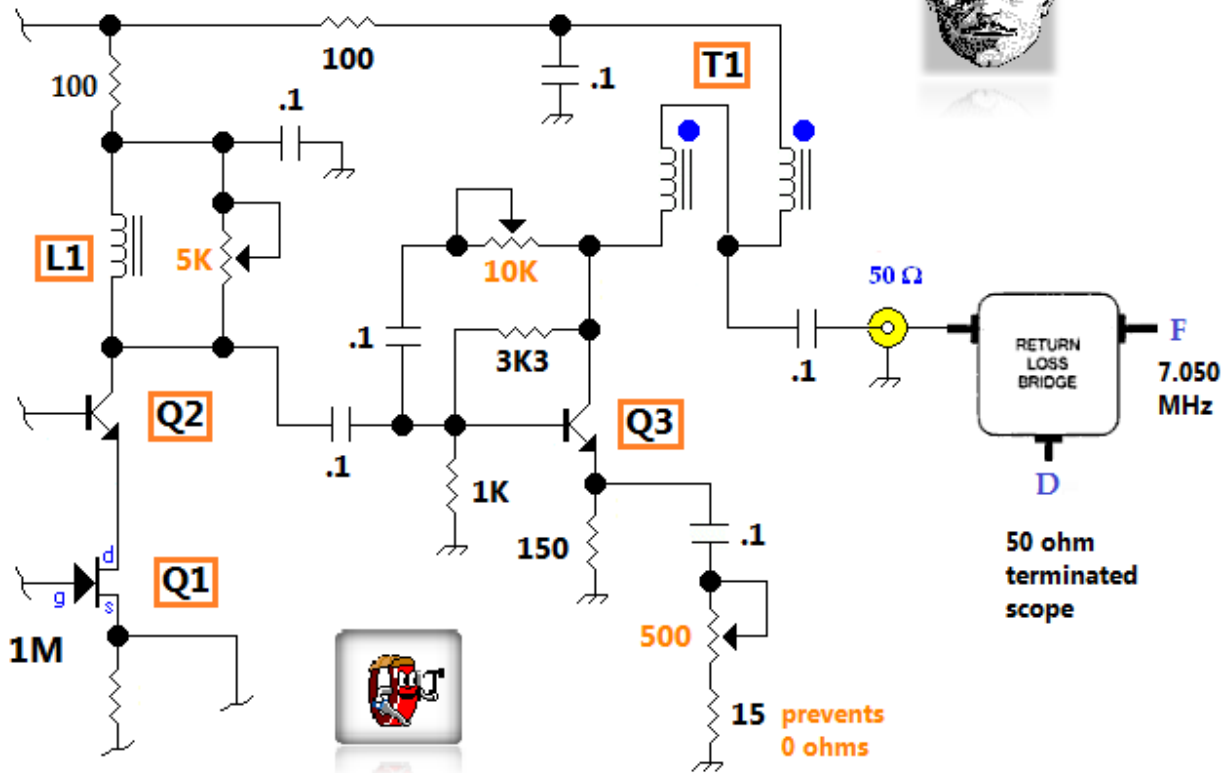 100
T1
100
.1
.1
L1
5K
10K
50 Ω
.1
3K3
.1
RETURN
LOSS
BRIDGE
F
7.050
MHz
Q2
Q3
.1
1K
D
150
.1
50 ohm
terminated
scope
d
g
s
Q1
1M
500
15
prevents
0 ohms